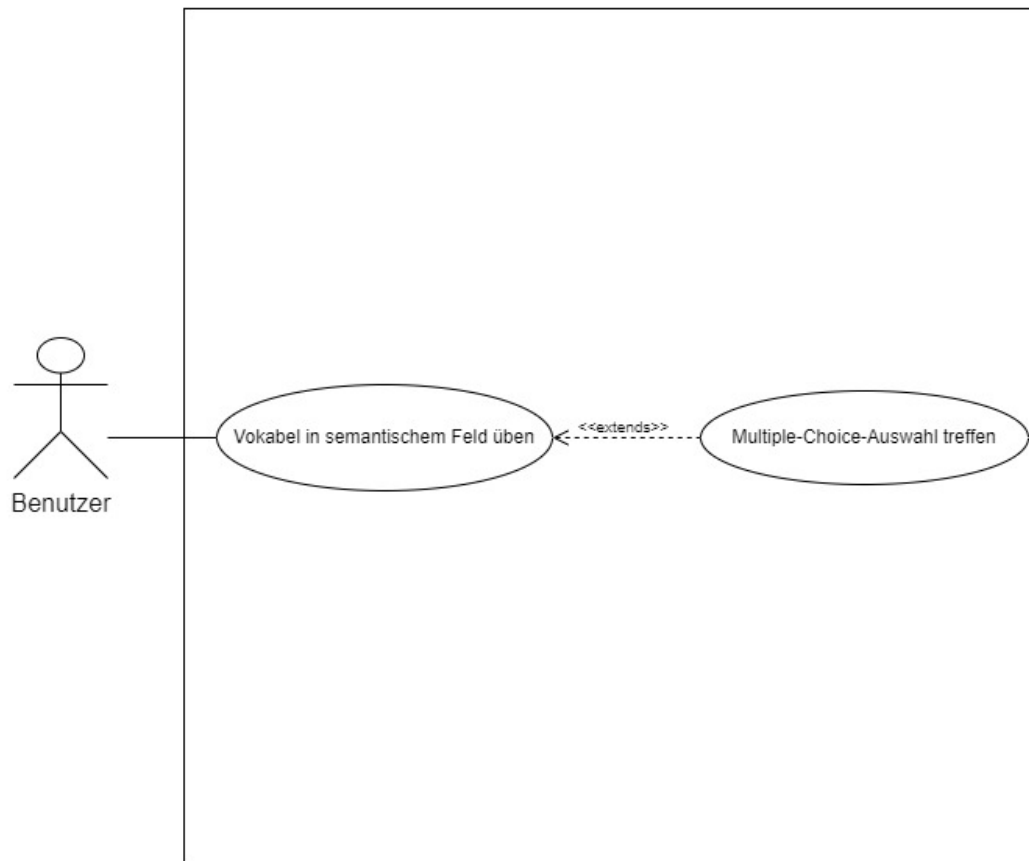 Vokabel in semantischem Feld üben
<<extends>>
Multiple-Choice-Auswahl treffen
Benutzer